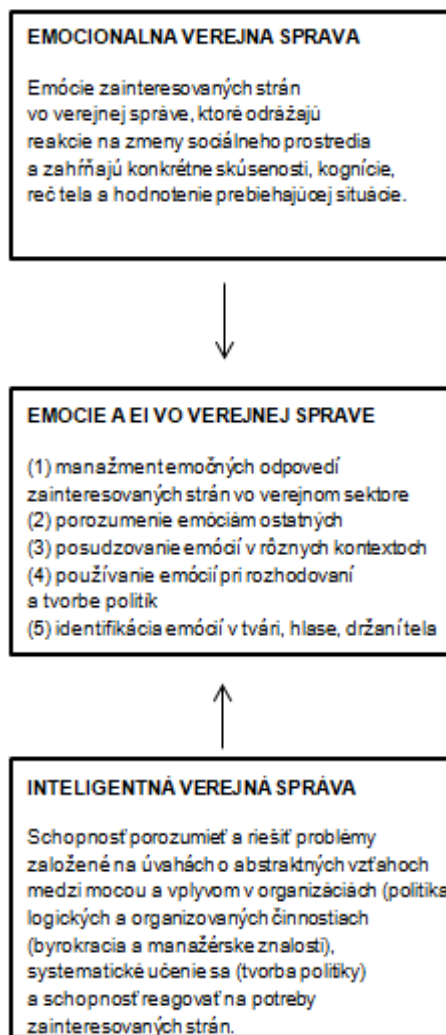 EMOCIONALNA VEREJNA SPRAVA
Emócie zainteresovaných strán
vo verejnej správe, ktoré odrážajú
reakcie na zmeny sociálneho prostredia
a zahŕňajú konkrétne skúsenosti, kognície,
reč tela a hodnotenie prebiehajúcej situácie.
EMOCIE A EI VO VEREJNEJ SPRAVE
(1) manažment emočných odpovedí
zainteresovaných strán vo verejnom sektore
(2) porozumenie emóciám ostatných
(3) posudzovanie emócií v rôznych kontextoch
(4) používanie emócií pri rozhodovaní
a tvorbe politík
(5) identifikácia emócií v tvári, hlase, držaní tela
INTELIGENTNÁ VEREJNÁ SPRÁVA
Schopnosť porozumieť a riešiť problémy
založené na úvahách o abstraktných vzťahoch
medzi mocou a vplyvom v organizáciách (politika
logických a organizovaných činnostiach
(byrokracia a manažérske znalosti),
systematické učenie sa (tvorba politiky)
a schopnosť reagovať na potreby
zainteresovaných strán.